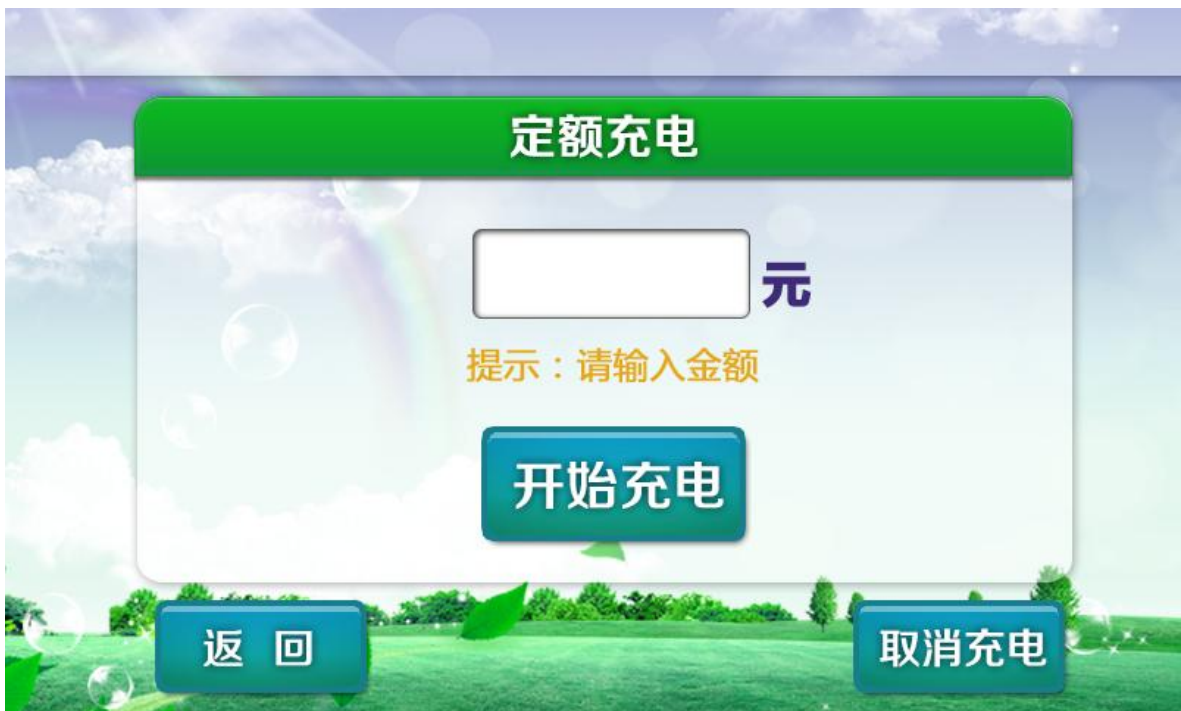 定额充电
元
提示：请输入金额
开始充电
返 回
取消充电